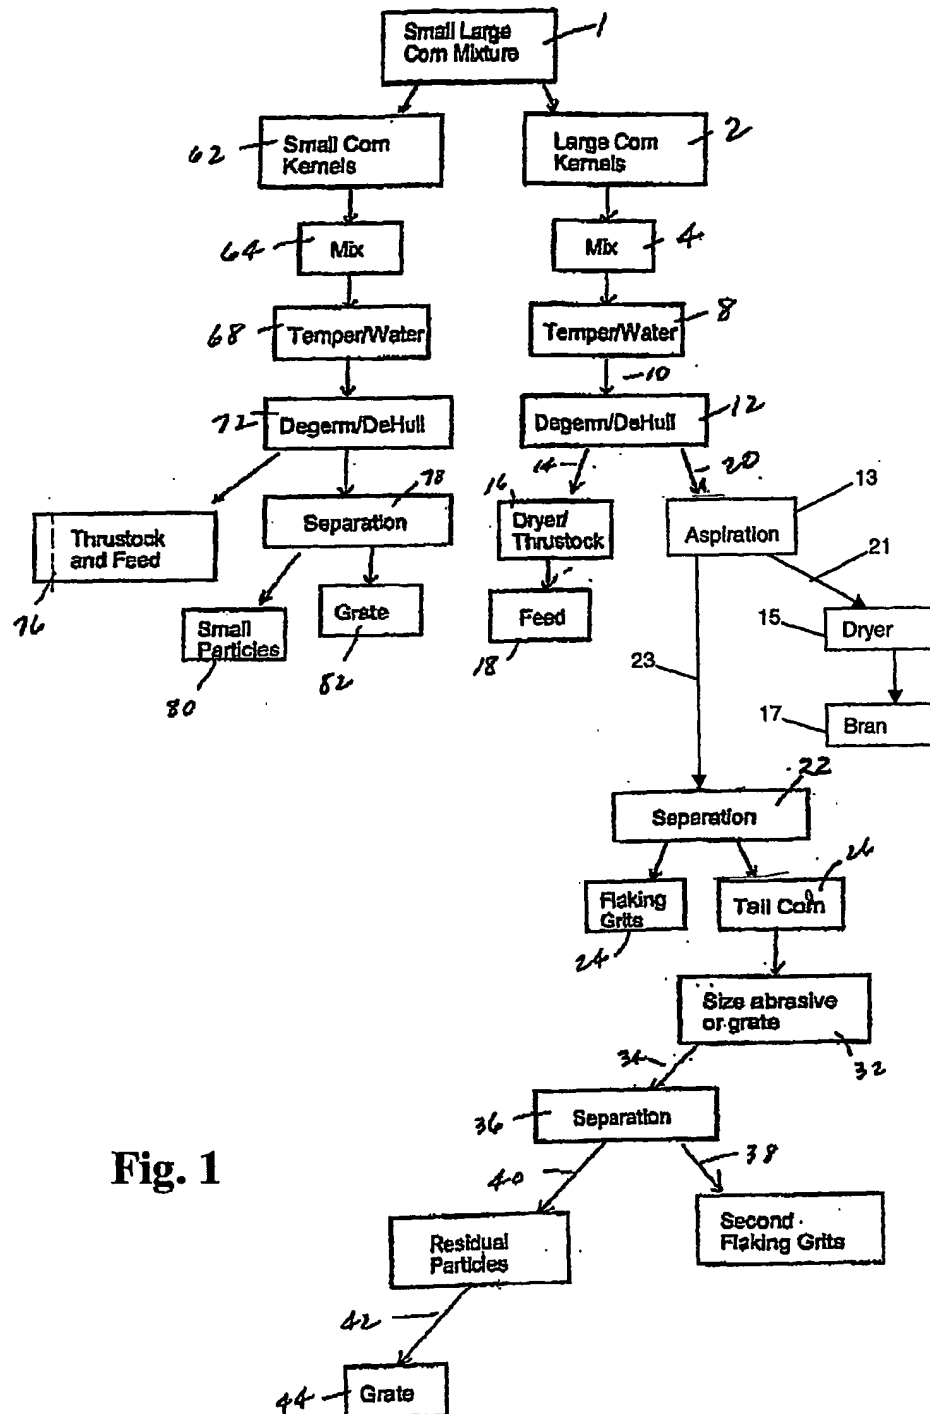 Small Large
Corn Mixture
1
62
Small Corn
Kernels
Large Corn
Kernels
2
64
Mix
Mix
4
68
Temper/Water
Temper/Water
8
10
72
Degerm/DeHull
Degerm/DeHull
12
14
20
78
Separation
16
Dryer/
Thrustock
13
Aspiration
Thrustock
and Feed
76
21
Small
Particles
80
Grate
82
Feed
18
15
Dryer
23
17
Bran
22
Separation
26
Flaking
Grits
24
Tail Corn
Size abrasive
or grate
32
34
36
Separation
40
38
Residual
Particles
Second
Flaking Grits
Fig. 1
42
44
Grate